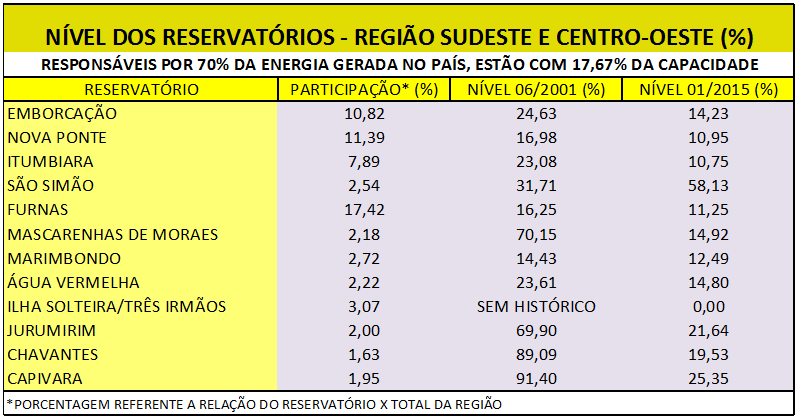 NÍVEL DOS RESERVATÓRIOS - REGIÃO SUDESTE E CENTRO-OESTE (%)
RESPONSÁVEIS POR 70% DA ENERGIA GERADA NO PAÍS, ESTÃO COM 17,67% DA CAPACIDADE
RESERVATÓRIO PARTICIPAÇÃO* (%) NÍVEL 06/2001 (%) NÍVEL 01/2015 (%)
EMBORCAÇÃO 10,82 24,63 14,23
NOVA PONTE 11,39 16,98 10,95
ITUMBIARA 7,89 23,08 10,75
SÃO SIMÃO 2,54 31,71 58,13
FURNAS 17,42 16,25 11,25
MASCARENHAS DE MORAES 2,18 70,15 14,92
MARIMBONDO 2,72 14,43 12,49
ÁGUA VERMELHA 2,22 23,61 14,80
ILHA SOLTEIRA/TRÊS IRMÃOS 3,07 SEM HISTÓRICO 0,00
JURUMIRIM 2,00 69,90 21,64
CHAVANTES 1,63 89,09 19,53
CAPIVARA 1,95 91,40 25,35
*PORCENTAGEM REFERENTE A RELAÇÃO DO RESERVATÓRIO X TOTAL DA REGIÃO